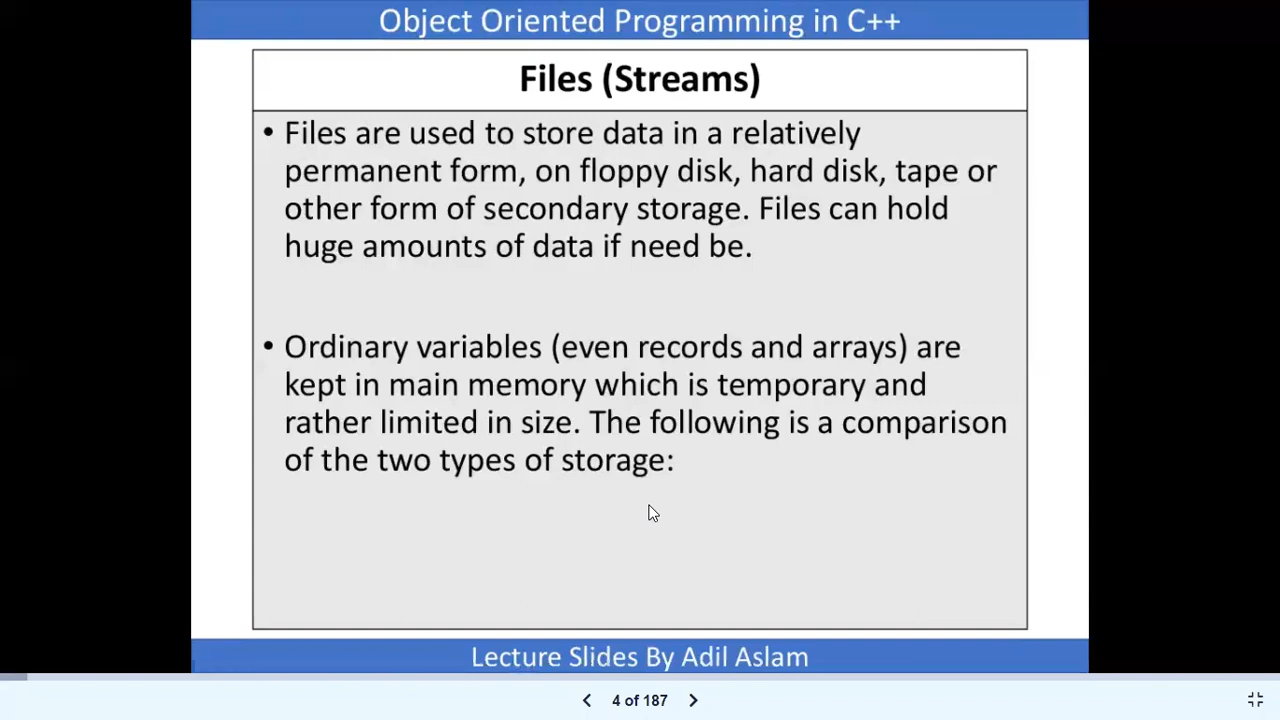 Object Oriented Programming in C++
Files (Streams)
• Files are used to store data in a relatively
permanent form, on floppy disk, hard disk, tape or
other form of secondary storage. Files can hold
huge amounts of data if need be.
• Ordinary variables (even records and arrays) are
kept in main memory which is temporary and
rather limited in size. The following is a comparison
of the two types of storage:
Lecture Slides By Adil Aslam
4 of 187